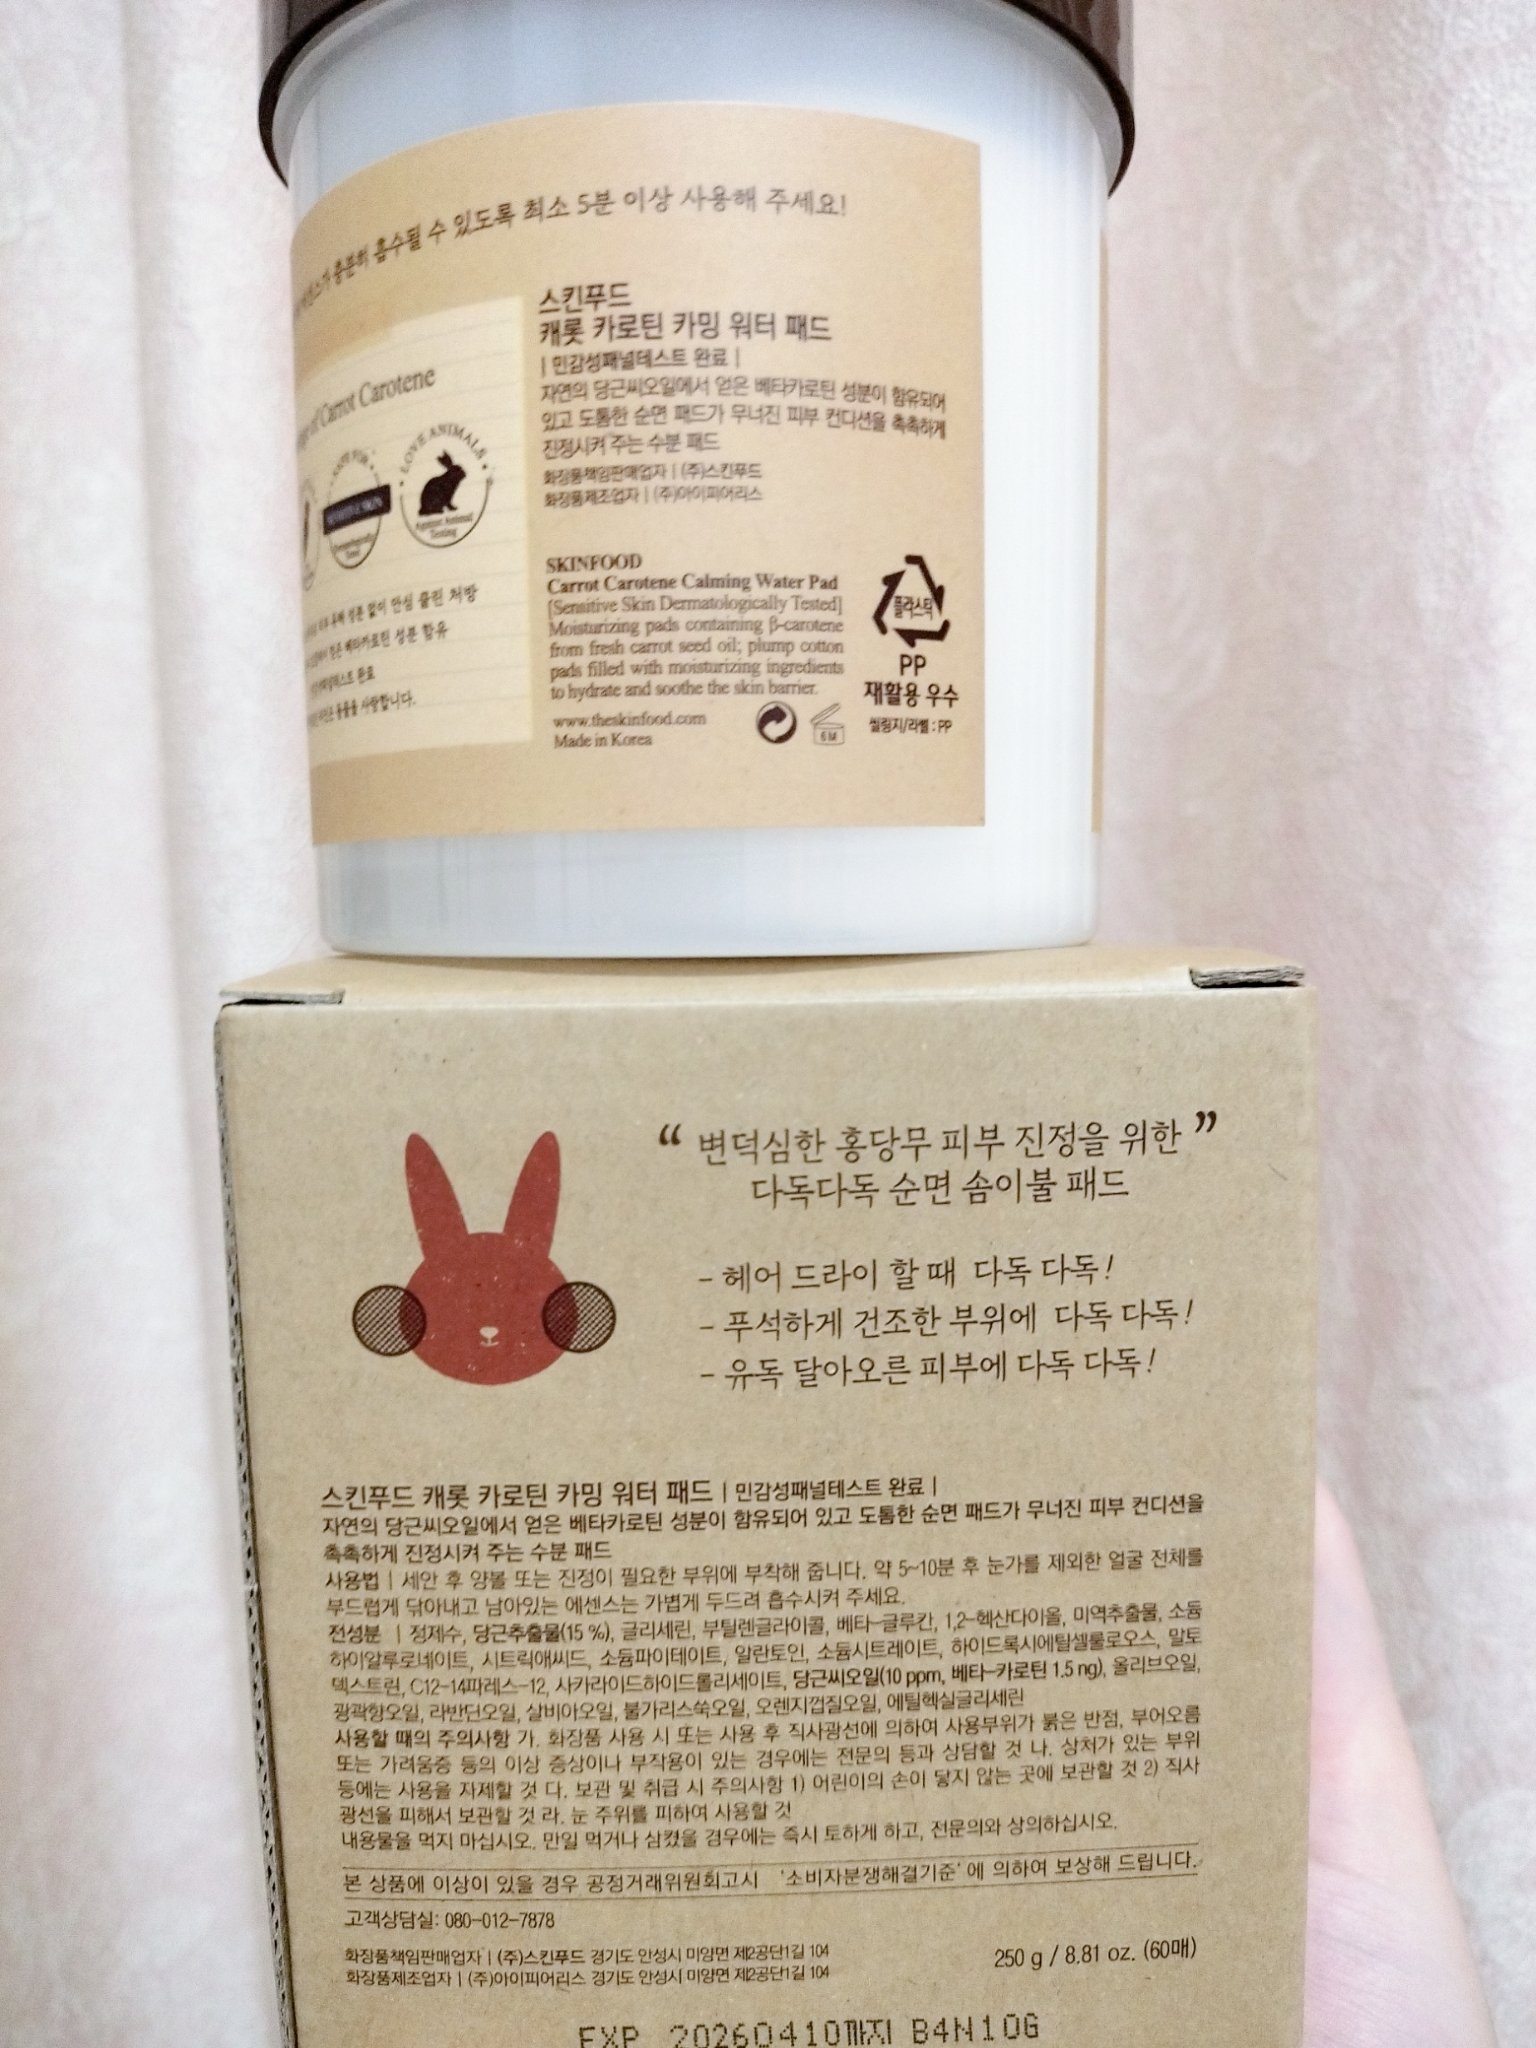 충분히 흡수될 수 있도록 최소 5분 이상 사용해 주세요!
of Carrot Carotene
LOVE ANIMALS
Against Animal
Testing
성분 없이 안심 클린 처방
베타카로틴 성분 함유
완료
동물을 사랑합니다.
스킨푸드
캐롯 카로틴 카밍 워터 패드
| 민감성패널테스트 완료 |
자연의 당근씨오일에서 얻은 베타카로틴 성분이 함유되어
있고 도톰한 순면 패드가 무너진 피부 컨디션을 촉촉하게
진정시켜 주는 수분 패드
화장품책임판매업자 | (주)스킨푸드
화장품제조업자 | (주)아이피어리스
SKINFOOD
Carrot Carotene Calming Water Pad
[Sensitive Skin Dermatologically Tested]
Moisturizing pads containing β-carotene
from fresh carrot seed oil; plump cotton
pads filled with moisturizing ingredients
to hydrate and soothe the skin barrier.
www.theskinfood.com
Made in Korea
6M
플라스틱
PP
재활용 우수
씰링지/라벨 : PP
“ 변덕심한 홍당무 피부 진정을 위한 ”
다독다독 순면 솜이불 패드
- 헤어 드라이 할 때 다독 다독!
- 푸석하게 건조한 부위에 다독 다독!
- 유독 달아오른 피부에 다독 다독!
스킨푸드 캐롯 카로틴 카밍 워터 패드 | 민감성패널테스트 완료 |
자연의 당근씨오일에서 얻은 베타카로틴 성분이 함유되어 있고 도톰한 순면 패드가 무너진 피부 컨디션을
촉촉하게 진정시켜 주는 수분 패드
사용법 | 세안 후 양볼 또는 진정이 필요한 부위에 부착해 줍니다. 약 5~10분 후 눈가를 제외한 얼굴 전체를
부드럽게 닦아내고 남아있는 에센스는 가볍게 두드려 흡수시켜 주세요.
전성분 | 정제수, 당근추출물(15 %), 글리세린, 부틸렌글라이콜, 베타-글루칸, 1,2-헥산다이올, 미역추출물, 소듐
하이알루로네이트, 시트릭애씨드, 소듐파이테이트, 알란토인, 소듐시트레이트, 하이드록시에틸셀룰로오스, 말토
덱스트린, C12-14파레스-12, 사카라이드하이드롤리세이트, 당근씨오일(10 ppm, 베타-카로틴 1.5 ng), 올리브오일,
광곽향오일, 라반딘오일, 살비아오일, 불가리스쑥오일, 오렌지껍질오일, 에틸헥실글리세린
사용할 때의 주의사항 가. 화장품 사용 시 또는 사용 후 직사광선에 의하여 사용부위가 붉은 반점, 부어오름
또는 가려움증 등의 이상 증상이나 부작용이 있는 경우에는 전문의 등과 상담할 것 나. 상처가 있는 부위
등에는 사용을 자제할 것 다. 보관 및 취급 시 주의사항 1) 어린이의 손이 닿지 않는 곳에 보관할 것 2) 직사
광선을 피해서 보관할 것 라. 눈 주위를 피하여 사용할 것
내용물을 먹지 마십시오. 만일 먹거나 삼켰을 경우에는 즉시 토하게 하고, 전문의와 상의하십시오.
본 상품에 이상이 있을 경우 공정거래위원회고시 '소비자분쟁해결기준' 에 의하여 보상해 드립니다.
고객상담실: 080-012-7878
화장품책임판매업자 | (주)스킨푸드 경기도 안성시 미양면 제2공단1길 104
화장품제조업자 | (주)아이피어리스 경기도 안성시 미양면 제2공단1길 104
250 g / 8.81 oz. (60매)
EXP 20260410까지 B4N10G